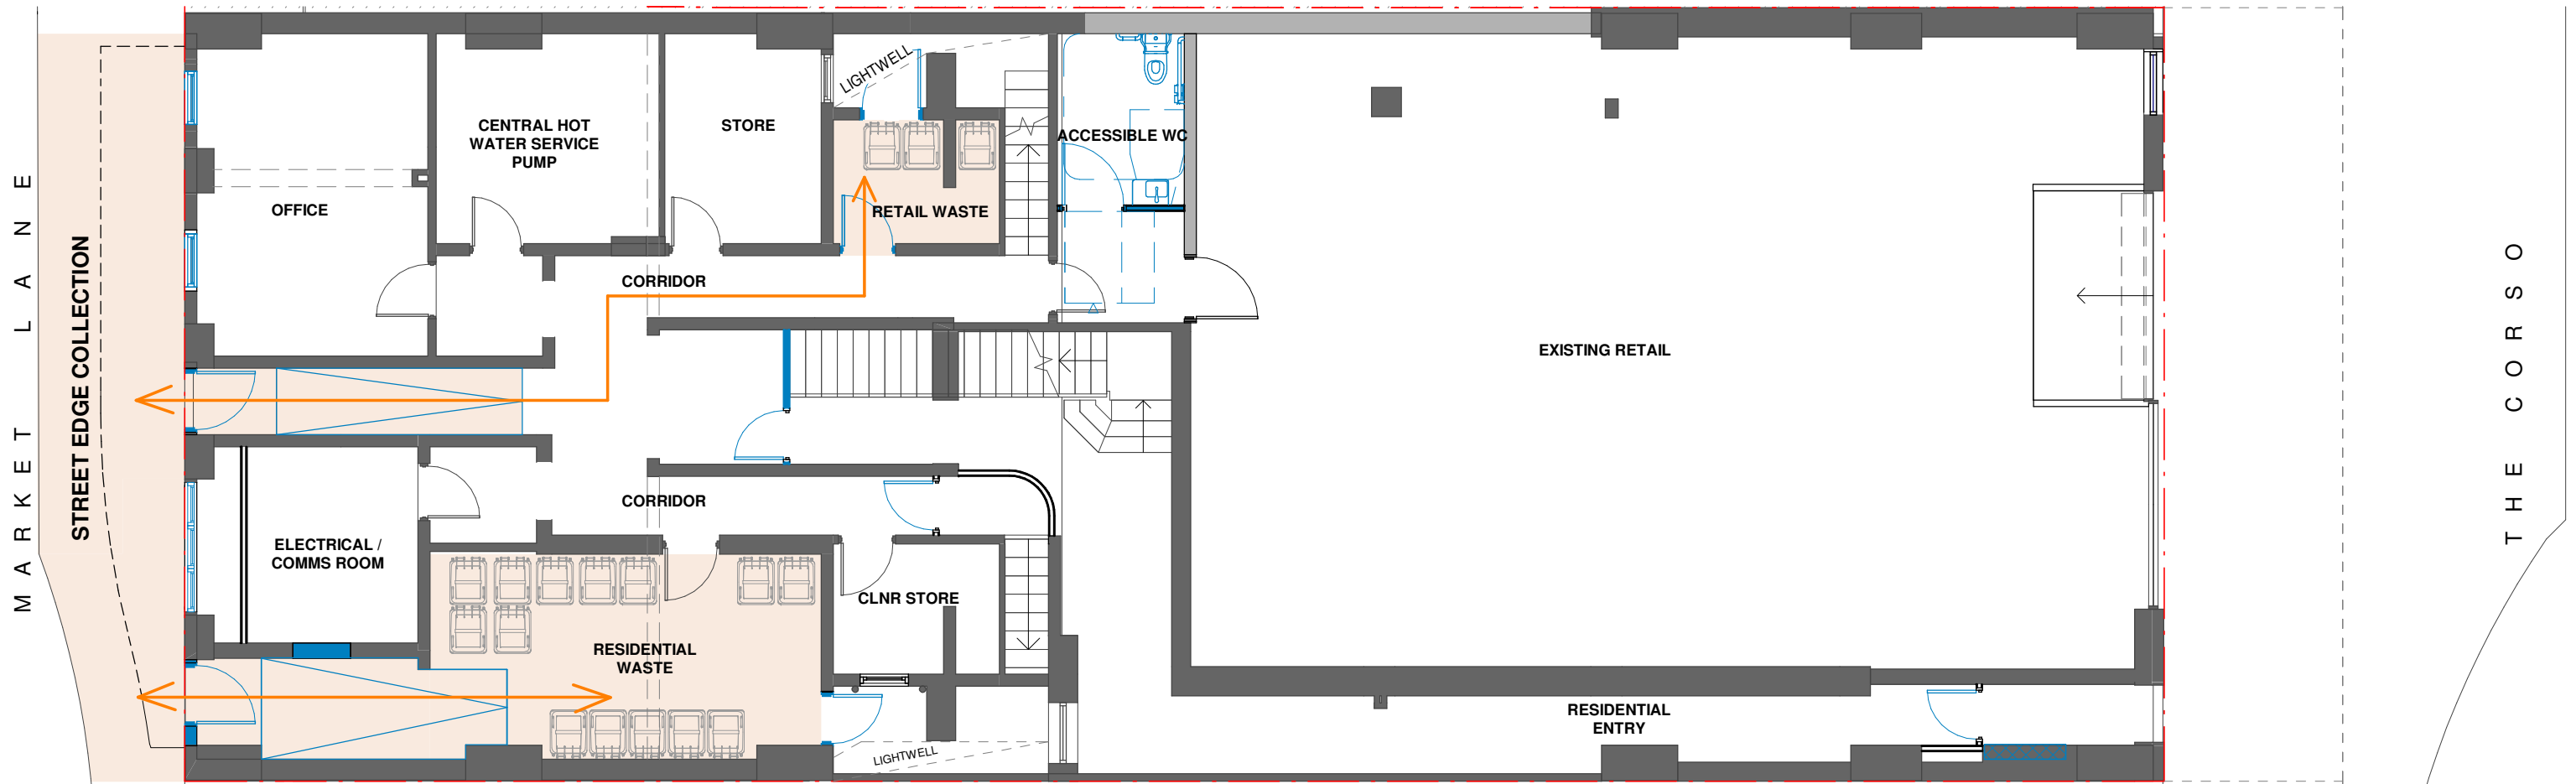 MARKET LANE
STREET EDGE COLLECTION
OFFICE
CENTRAL HOT
WATER SERVICE
PUMP
STORE
LIGHTWELL
RETAIL WASTE
ACCESSIBLE WC
CORRIDOR
EXISTING RETAIL
THE CORSO
CORRIDOR
ELECTRICAL /
COMMS ROOM
CLNR STORE
RESIDENTIAL
WASTE
LIGHTWELL
RESIDENTIAL
ENTRY